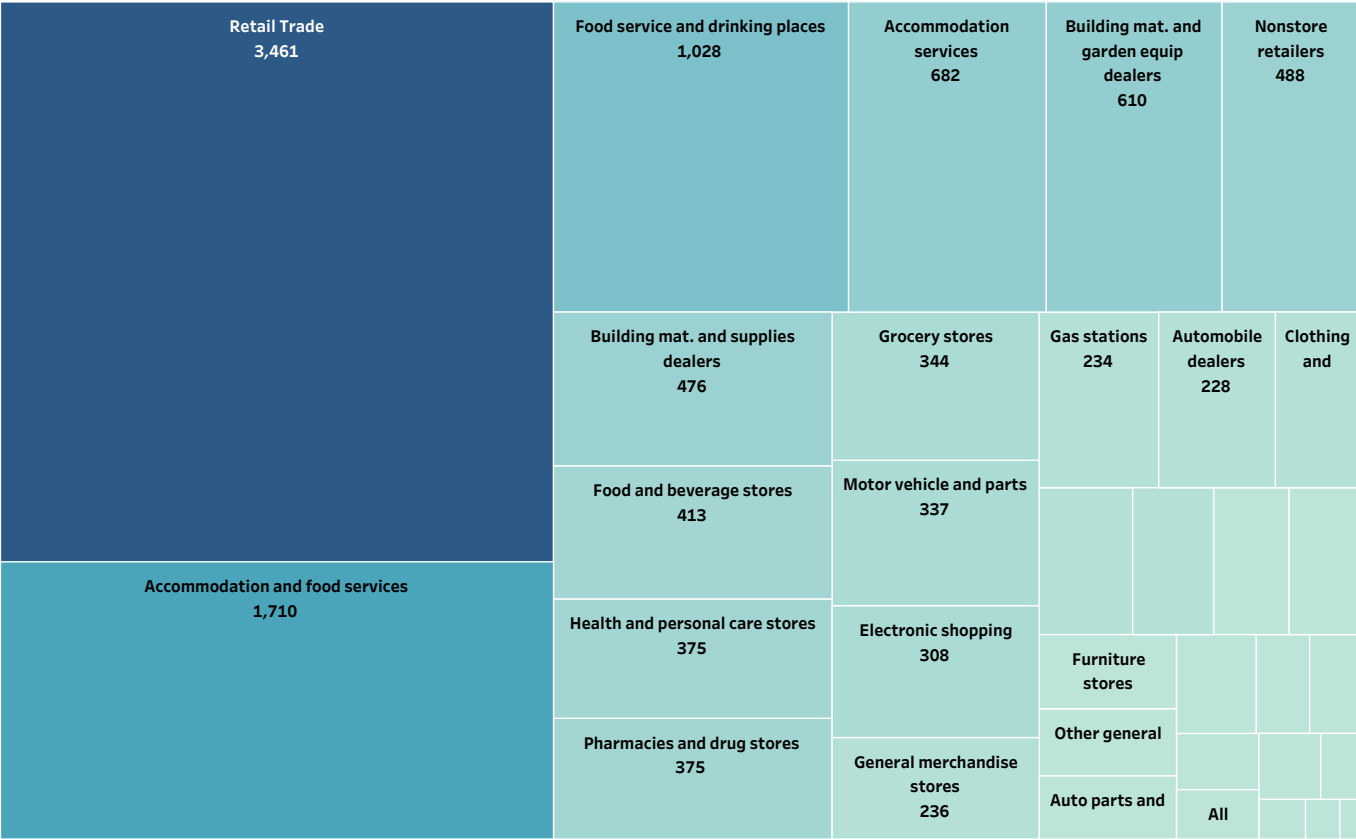 Retail Trade
3,461
Accommodation and food services
1,710
Food service and drinking places
1,028
Accommodation
services
682
Building mat. and
garden equip
dealers
610
Nonstore
retailers
488
Building mat. and supplies
dealers
476
Food and beverage stores
413
Health and personal care stores
375
Pharmacies and drug stores
375
Grocery stores
344
Motor vehicle and parts
337
Electronic shopping
308
General merchandise
stores
236
Gas stations
234
Automobile
dealers
228
Clothing
and
Furniture
stores
Other general
Auto parts and
All